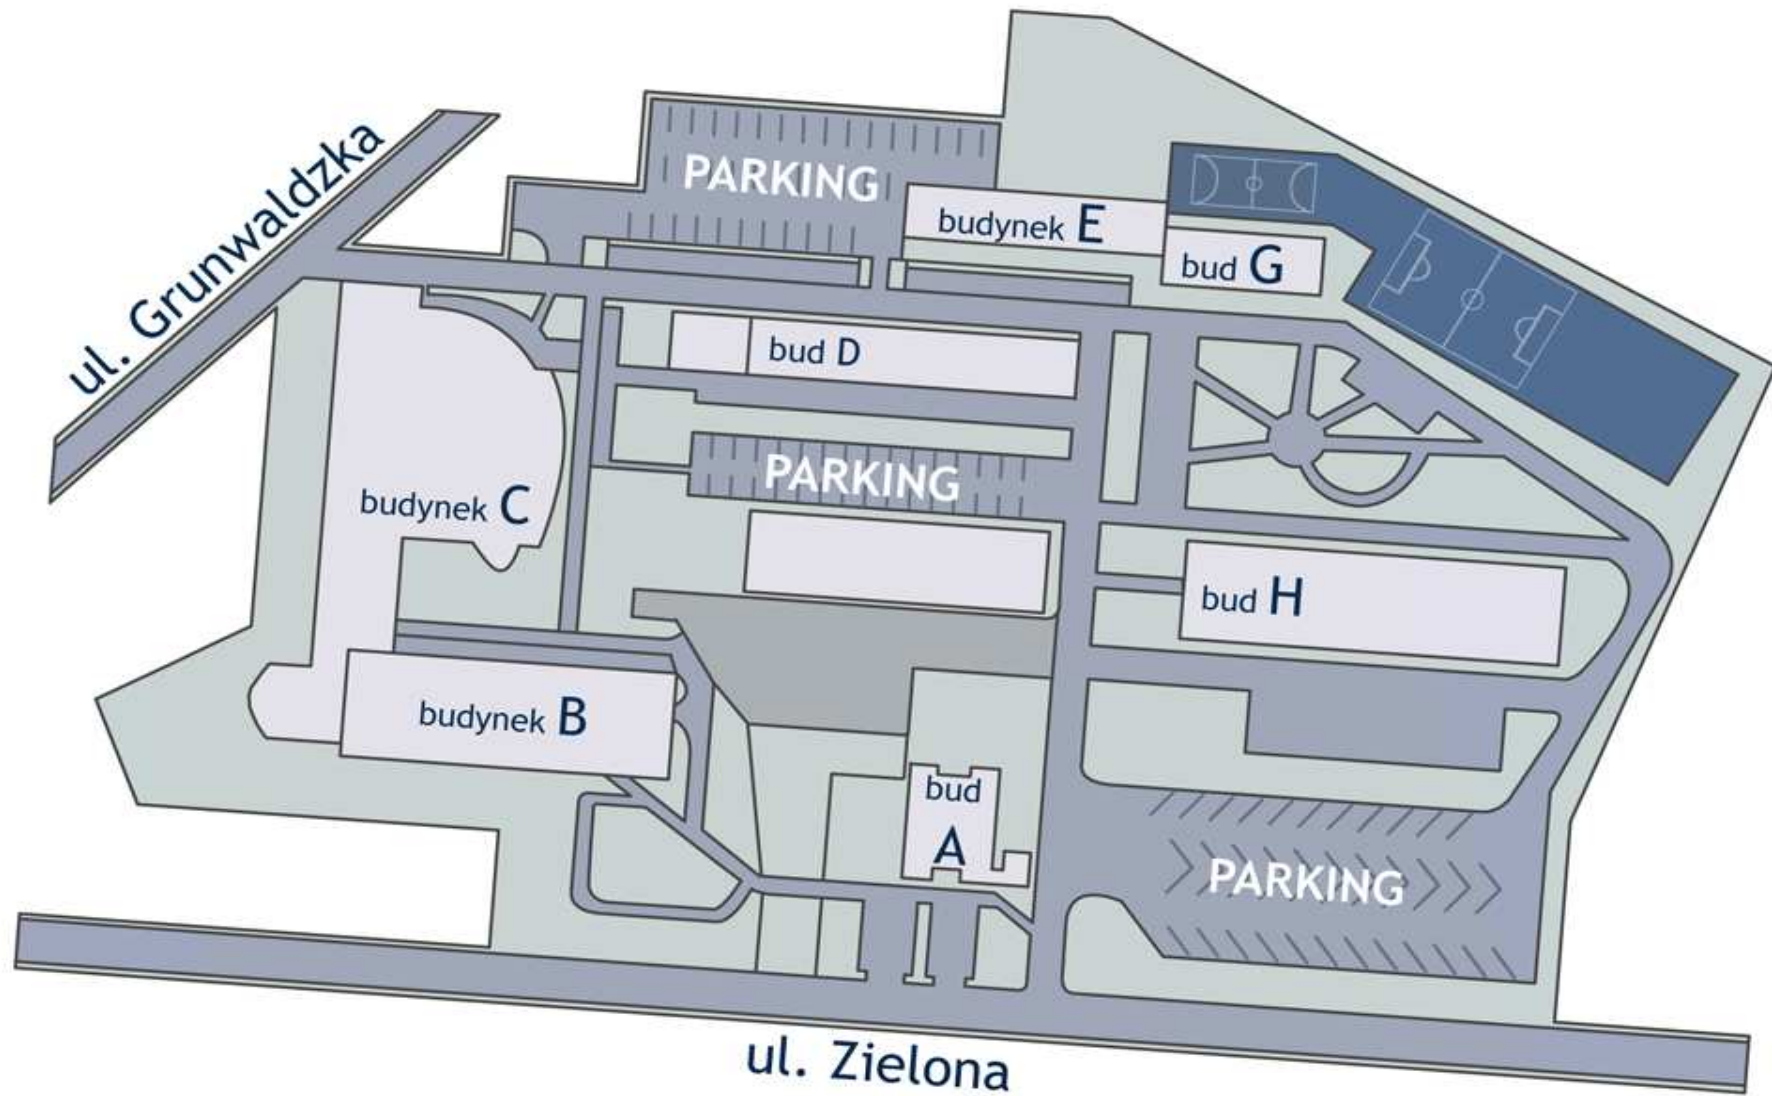 ul. Grunwaldzka
PARKING
budynek E
bud G
bud D
PARKING
budynek C
bud H
budynek B
bud
A
PARKING
ul. Zielona